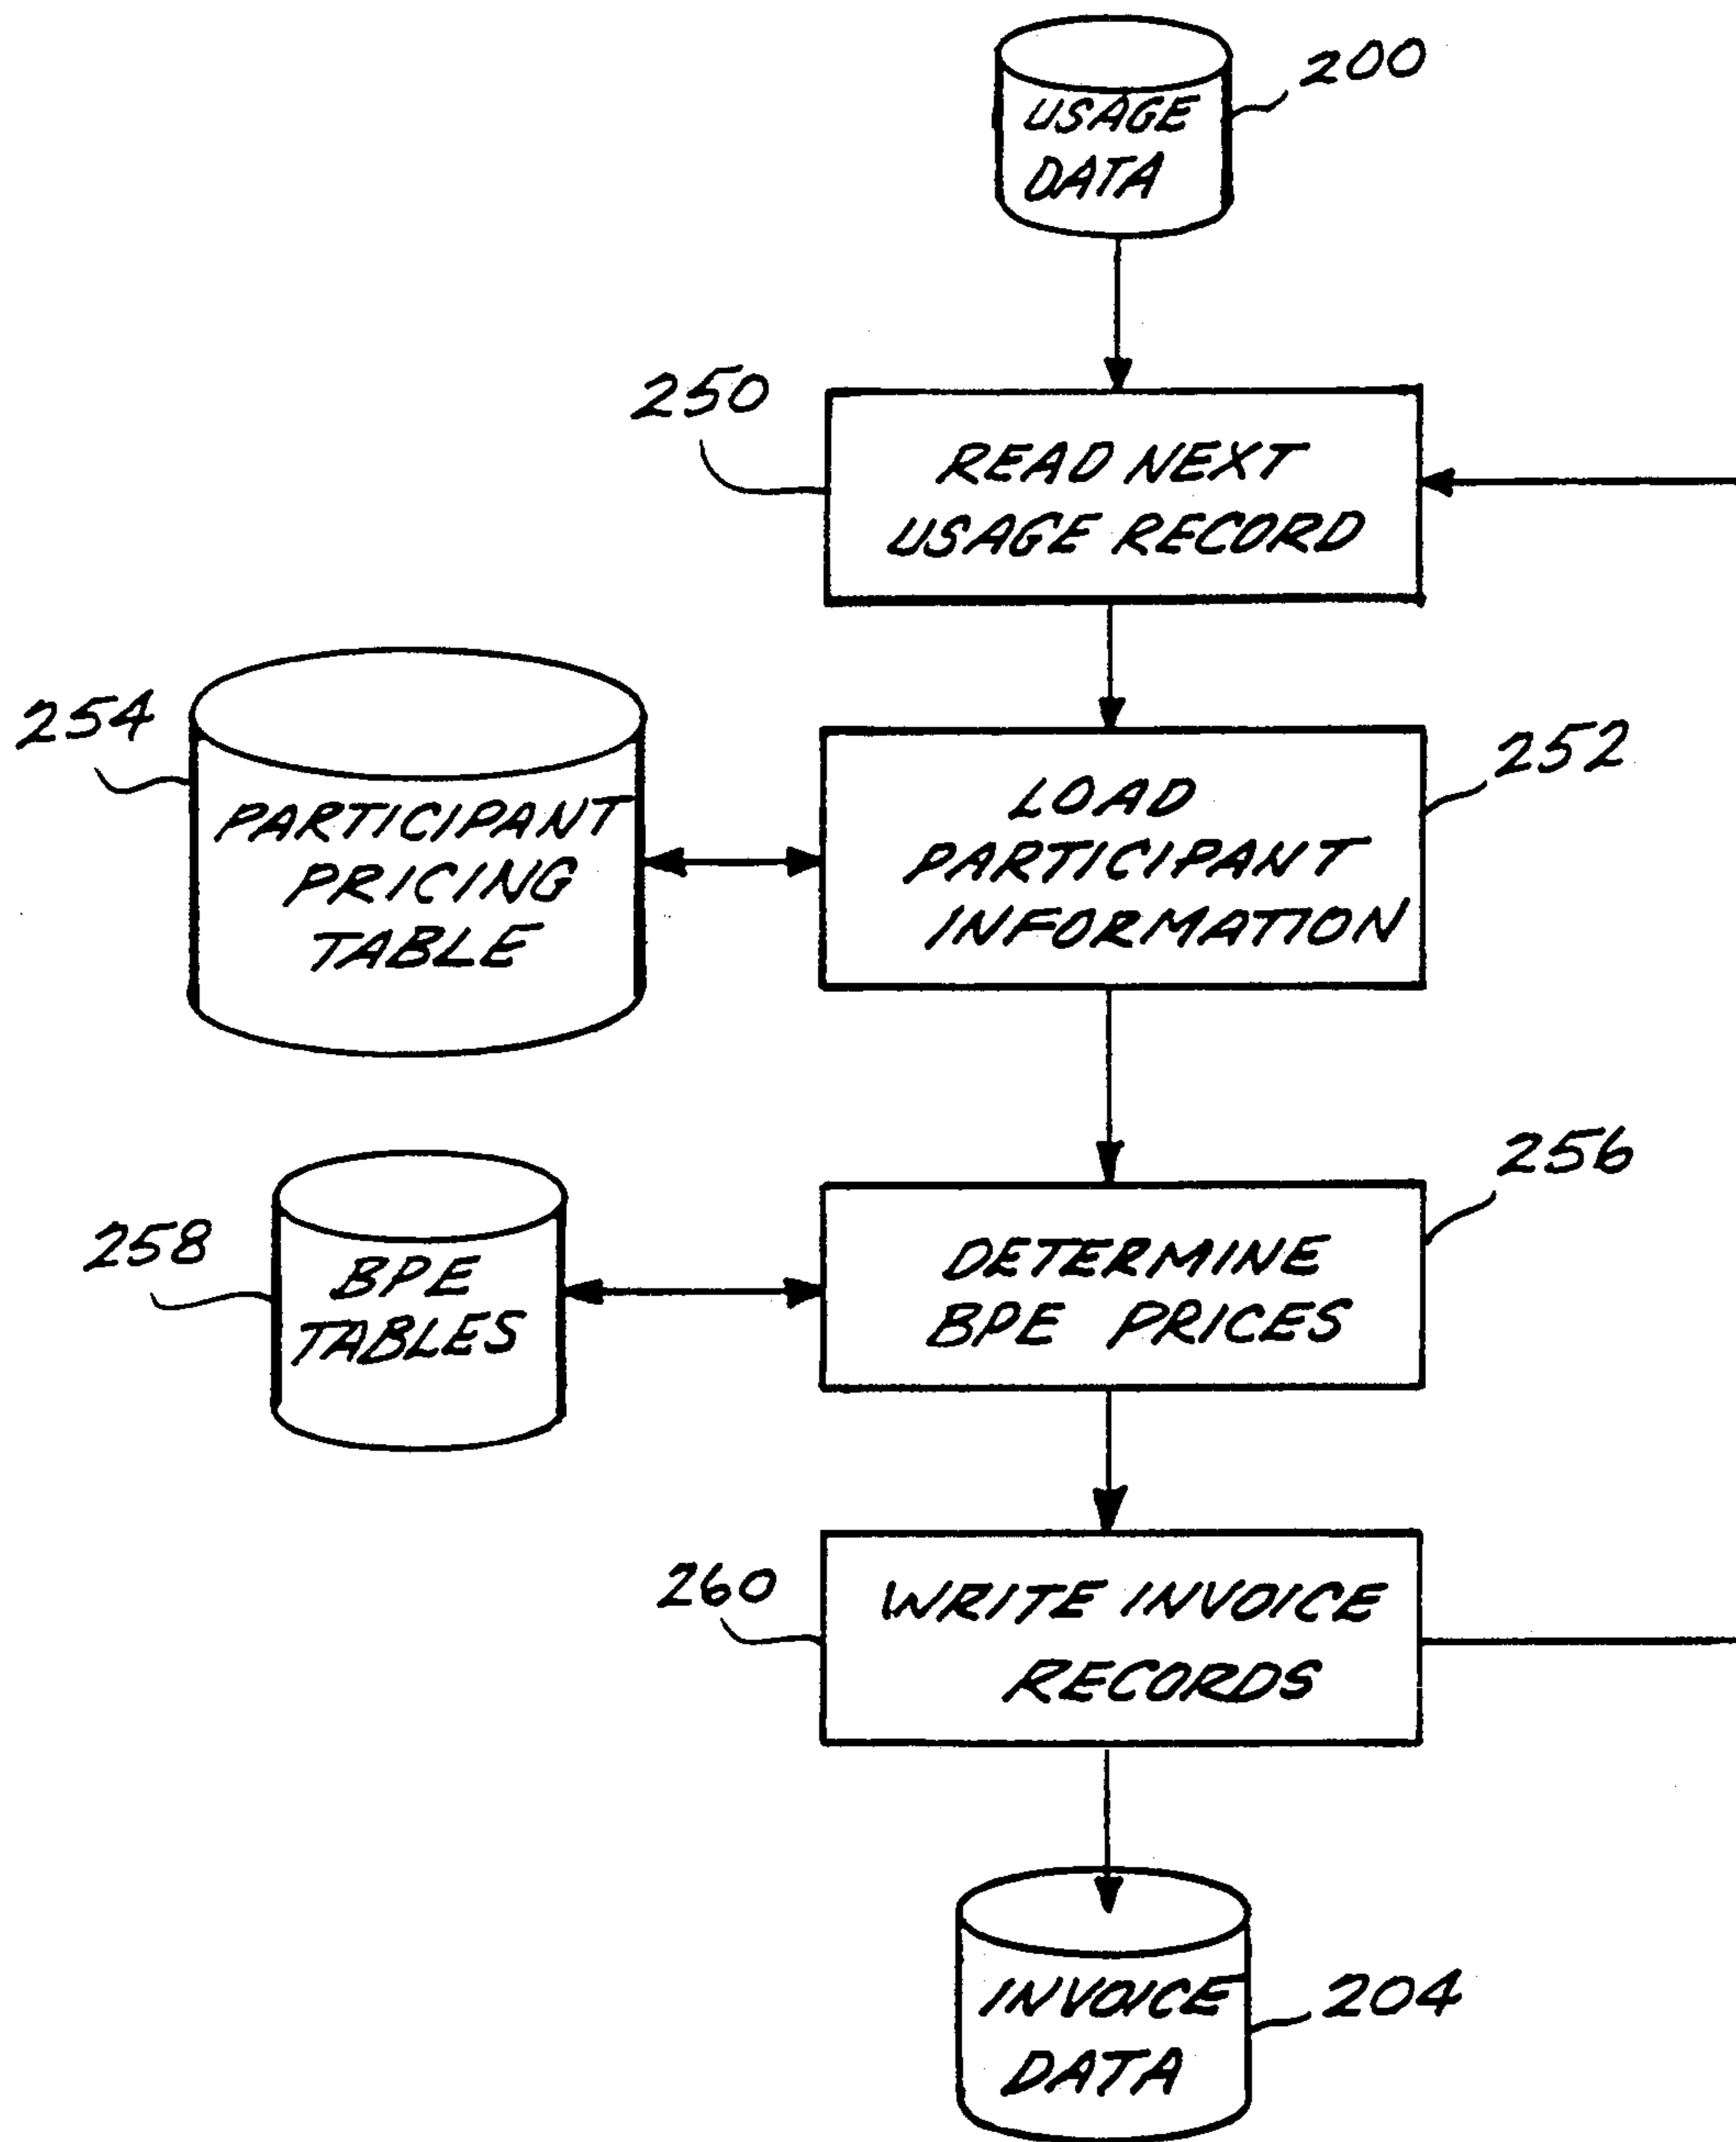 200
USAGE
DATA
250
READ NEXT
USAGE RECORD
254
PARTICIPANT
PRICING
TABLE
252
LOAD
PARTICIPANT
INFORMATION
256
258
BPE
TABLES
DETERMINE
BPE PRICES
260
WRITE INVOICE
RECORDS
INVOICE
DATA
204